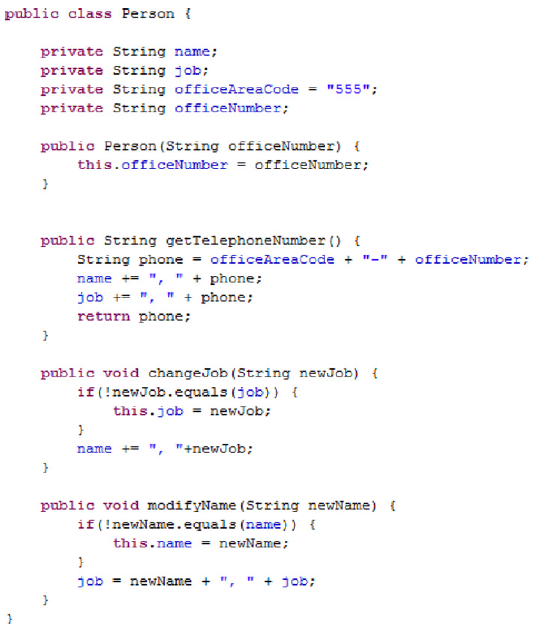 public class Person {
private String name;
private String job;
private String officeAreaCode = "555";
private String officeNumber;
public Person(String officeNumber) {
this.officeNumber = officeNumber;
}
public String getTelephoneNumber() {
String phone = officeAreaCode + "-" + officeNumber;
name += ", " + phone;
job += ", " + phone;
return phone;
}
public void changeJob(String newJob) {
if(!newJob.equals(job)) {
this.job = newJob;
}
name += ", "+newJob;
}
public void modifyName(String newName) {
if(!newName.equals(name)) {
this.name = newName;
}
job = newName + ", " + job;
}
}